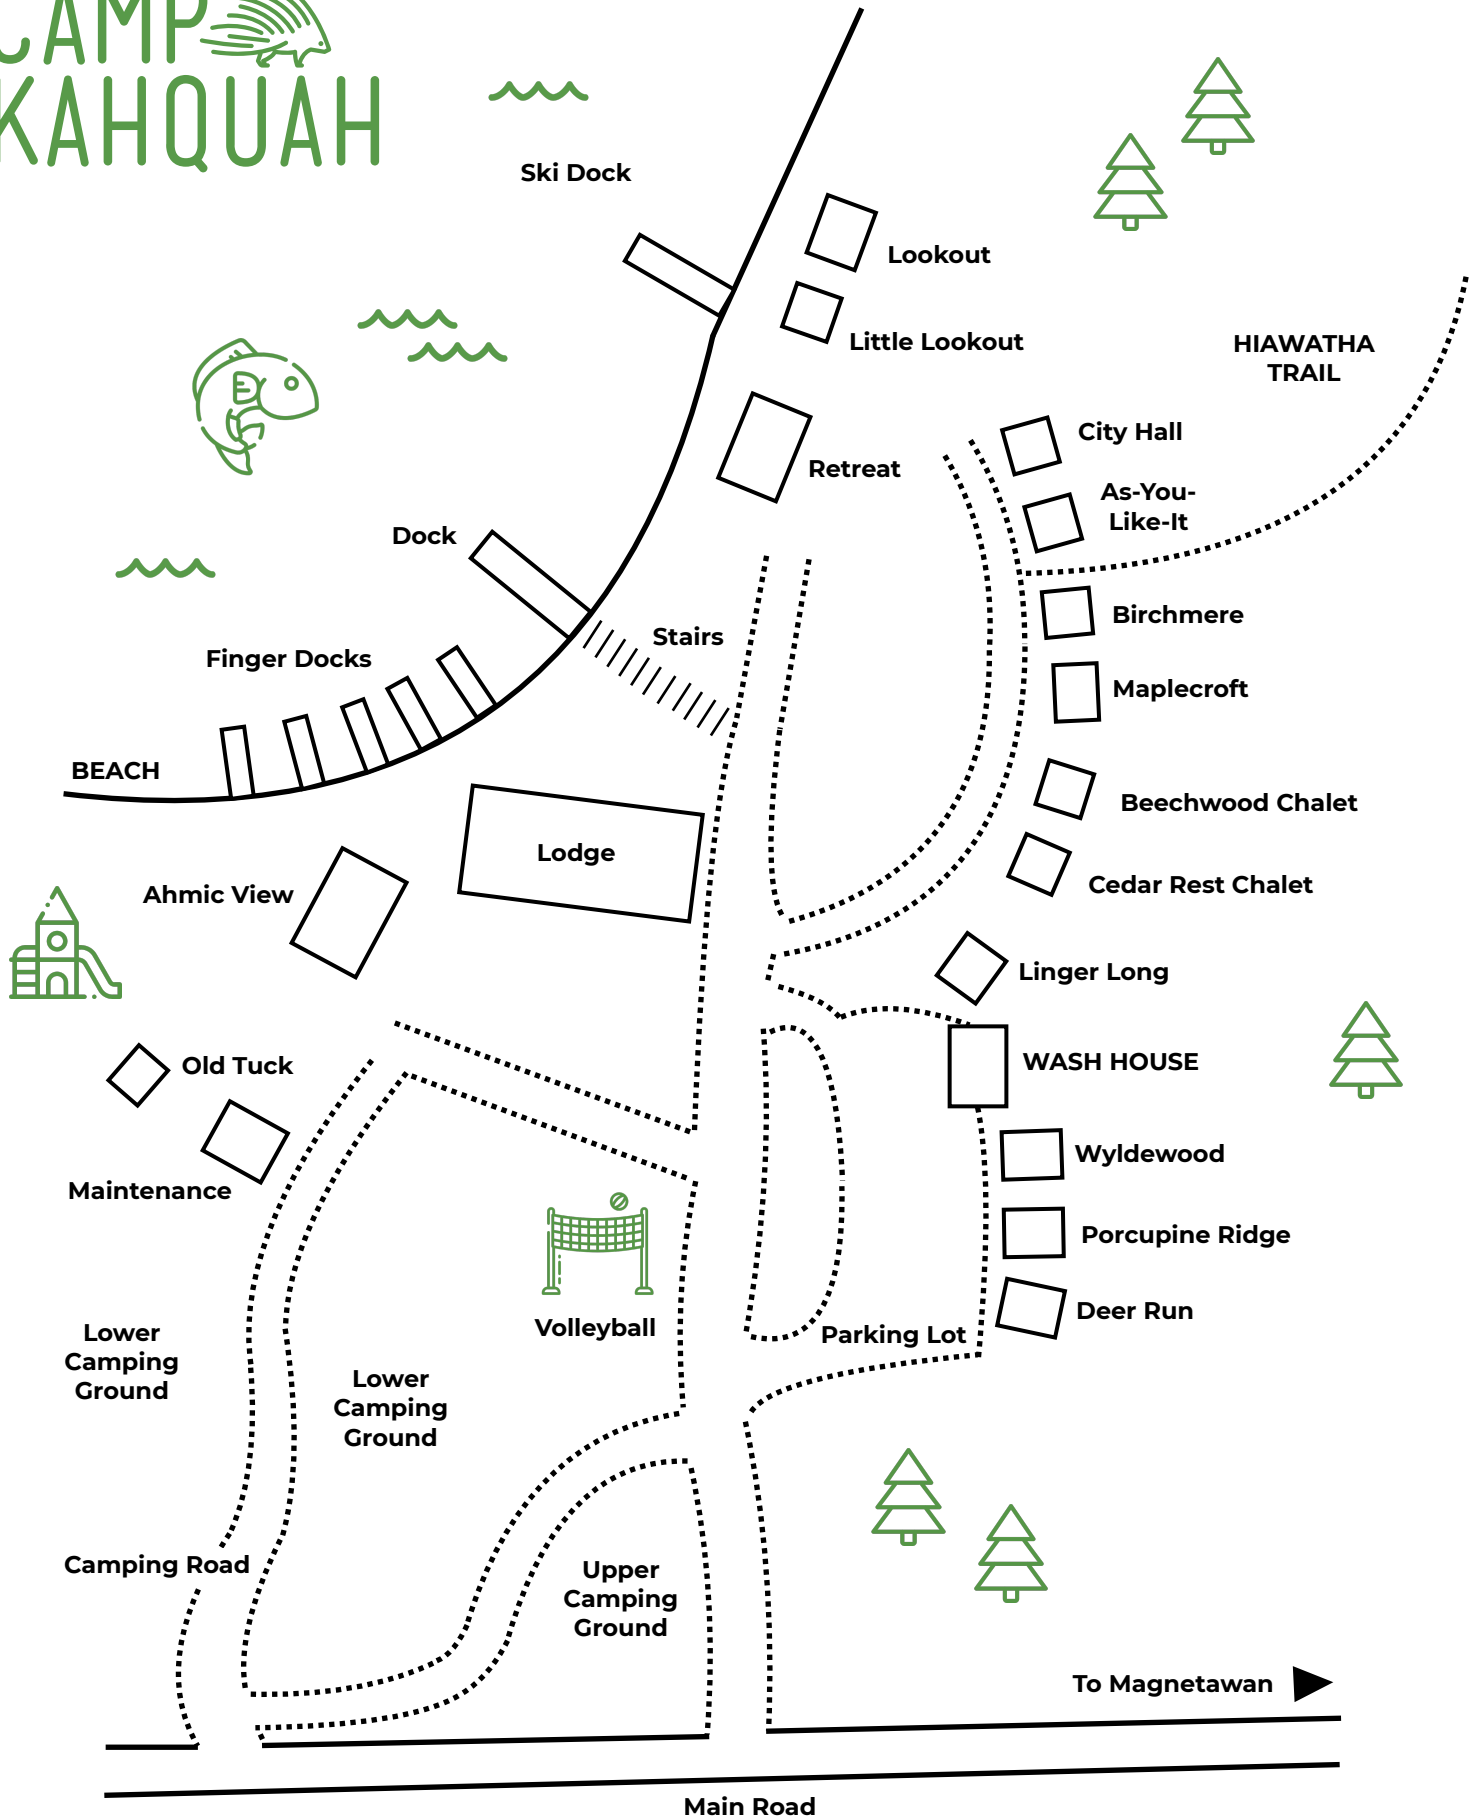 CAMP
KAHQUAH
Ski Dock
Lookout
Little Lookout
HIAWATHA
TRAIL
City Hall
Retreat
As-You-
Like-It
Dock
Birchmere
Stairs
Finger Docks
Maplecroft
BEACH
Beechwood Chalet
Lodge
Cedar Rest Chalet
Ahmic View
Linger Long
WASH HOUSE
Old Tuck
Wyldewood
Maintenance
Porcupine Ridge
Deer Run
Volleyball
Parking Lot
Lower
Camping
Ground
Lower
Camping
Ground
Camping Road
Upper
Camping
Ground
To Magnetawan
Main Road